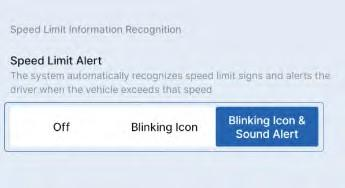 Speed Limit Information Recognition
Speed Limit Alert
The system automatically recognizes speed limit signs and alerts the
driver when the vehicle exceeds that speed
Off
Blinking Icon
Blinking Icon &
Sound Alert